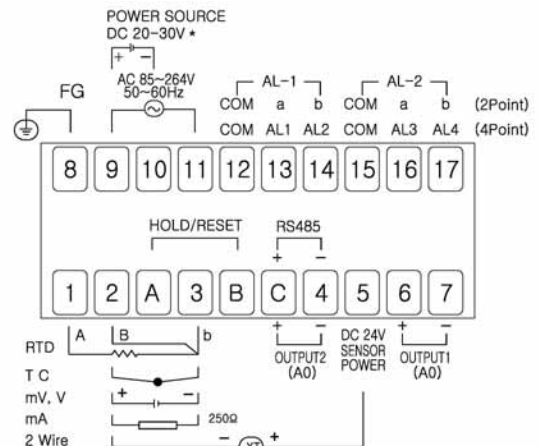 POWER SOURCE
DC 20-30V *
+ -
FG
AC 85~264V
50~60Hz
AL-1
AL-2
COM a b COM a b (2Point)
COM AL1 AL2 COM AL3 AL4 (4Point)
8 9 10 11 12 13 14 15 16 17
HOLD/RESET
RS485
+ -
1 2 A 3 B C 4 5 6 7
A B b
RTD
+ -
OUTPUT2
(A0)
DC 24V
SENSOR
POWER
+ -
OUTPUT1
(A0)
T C
mV, V
+ -
mA
250Ω
2 Wire
- XT +